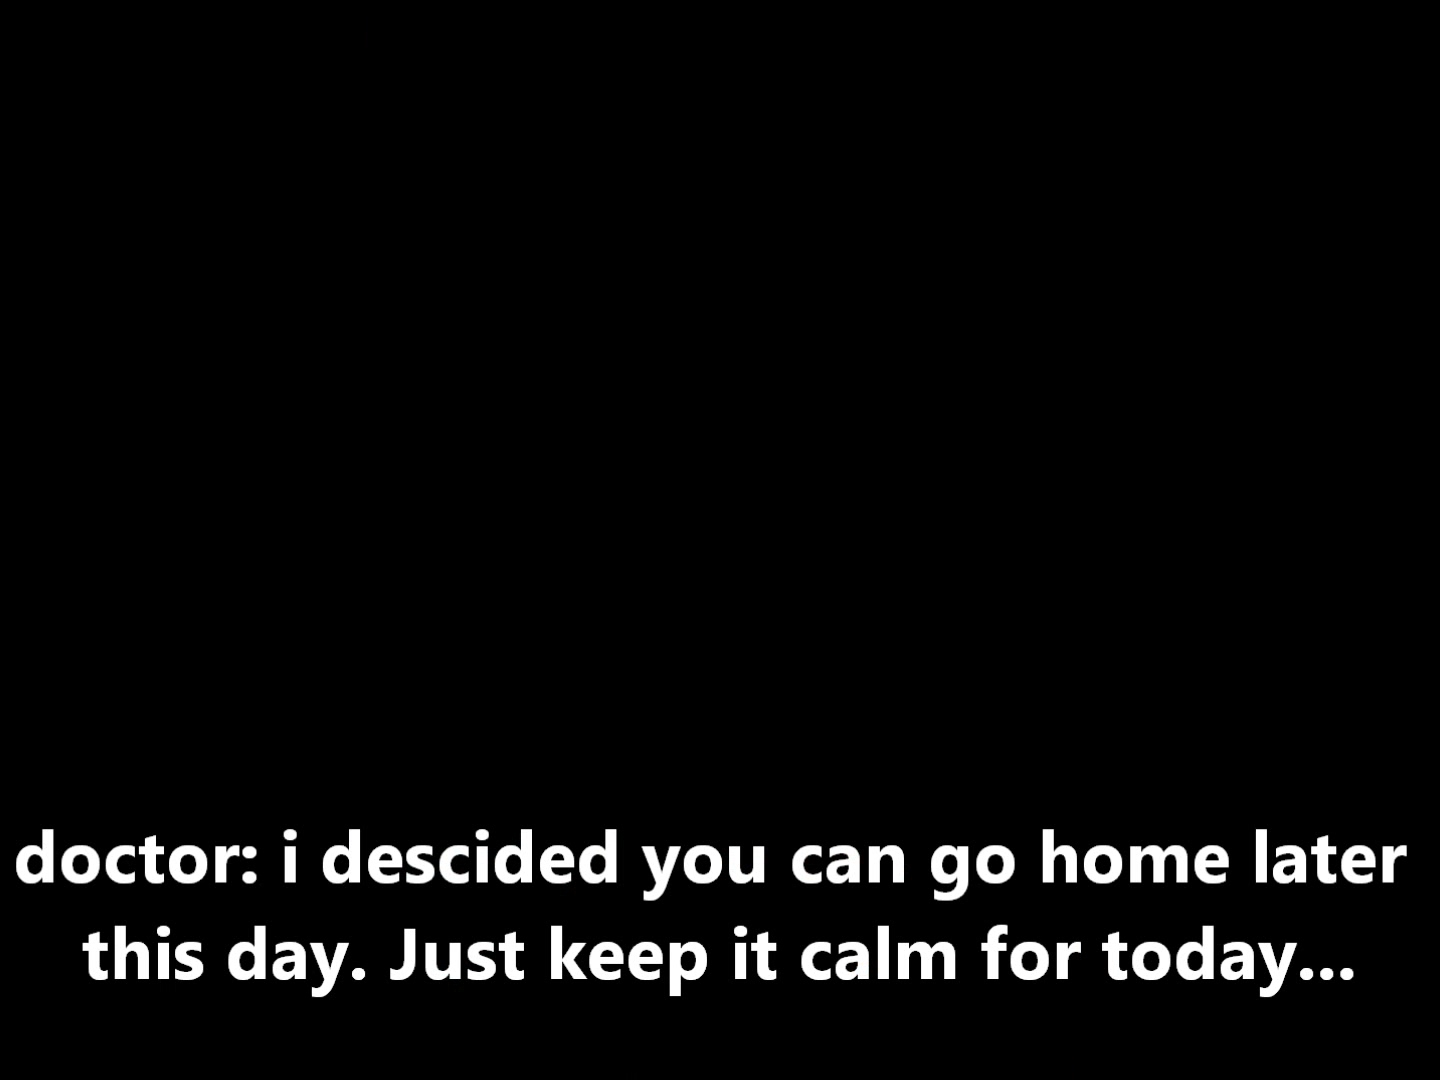 doctor: i descided you can go home later
this day. Just keep it calm for today...